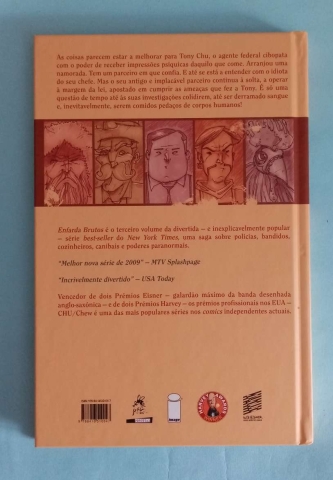 As coisas parecem estar a melhorar para Tony Chu, o agente federal cibopata
com o poder de receber impressões psíquicas daquilo que come. Arranjou uma
namorada. Tem um parceiro em que confia. E até se está a entender com o idiota
do seu chefe. Mas o seu antigo e implacável parceiro continua à solta, a operar
à margem da lei, apostado em cumprir as ameaças que fez a Tony. E é só uma
questão de tempo até às suas investigações colidirem, até ser derramado sangue
e, inevitavelmente, serem comidos pedaços de corpos humanos!
Enfarda Brutus é o terceiro volume da divertida – e inexplicavelmente popular
– série best-seller do New York Times, uma saga sobre polícias, bandidos,
cozinheiros, canibais e poderes paranormais.
“Melhor nova série de 2009” – MTV Splashpage
“Incrivelmente divertido” – USA Today
Vencedor de dois Prémios Eisner – galardão máximo da banda desenhada
anglo-saxónica – e de dois Prémios Harvey – os prémios profissionais nos EUA –
CHU/Chew é uma das mais populares séries nos comics independentes actuais.
image